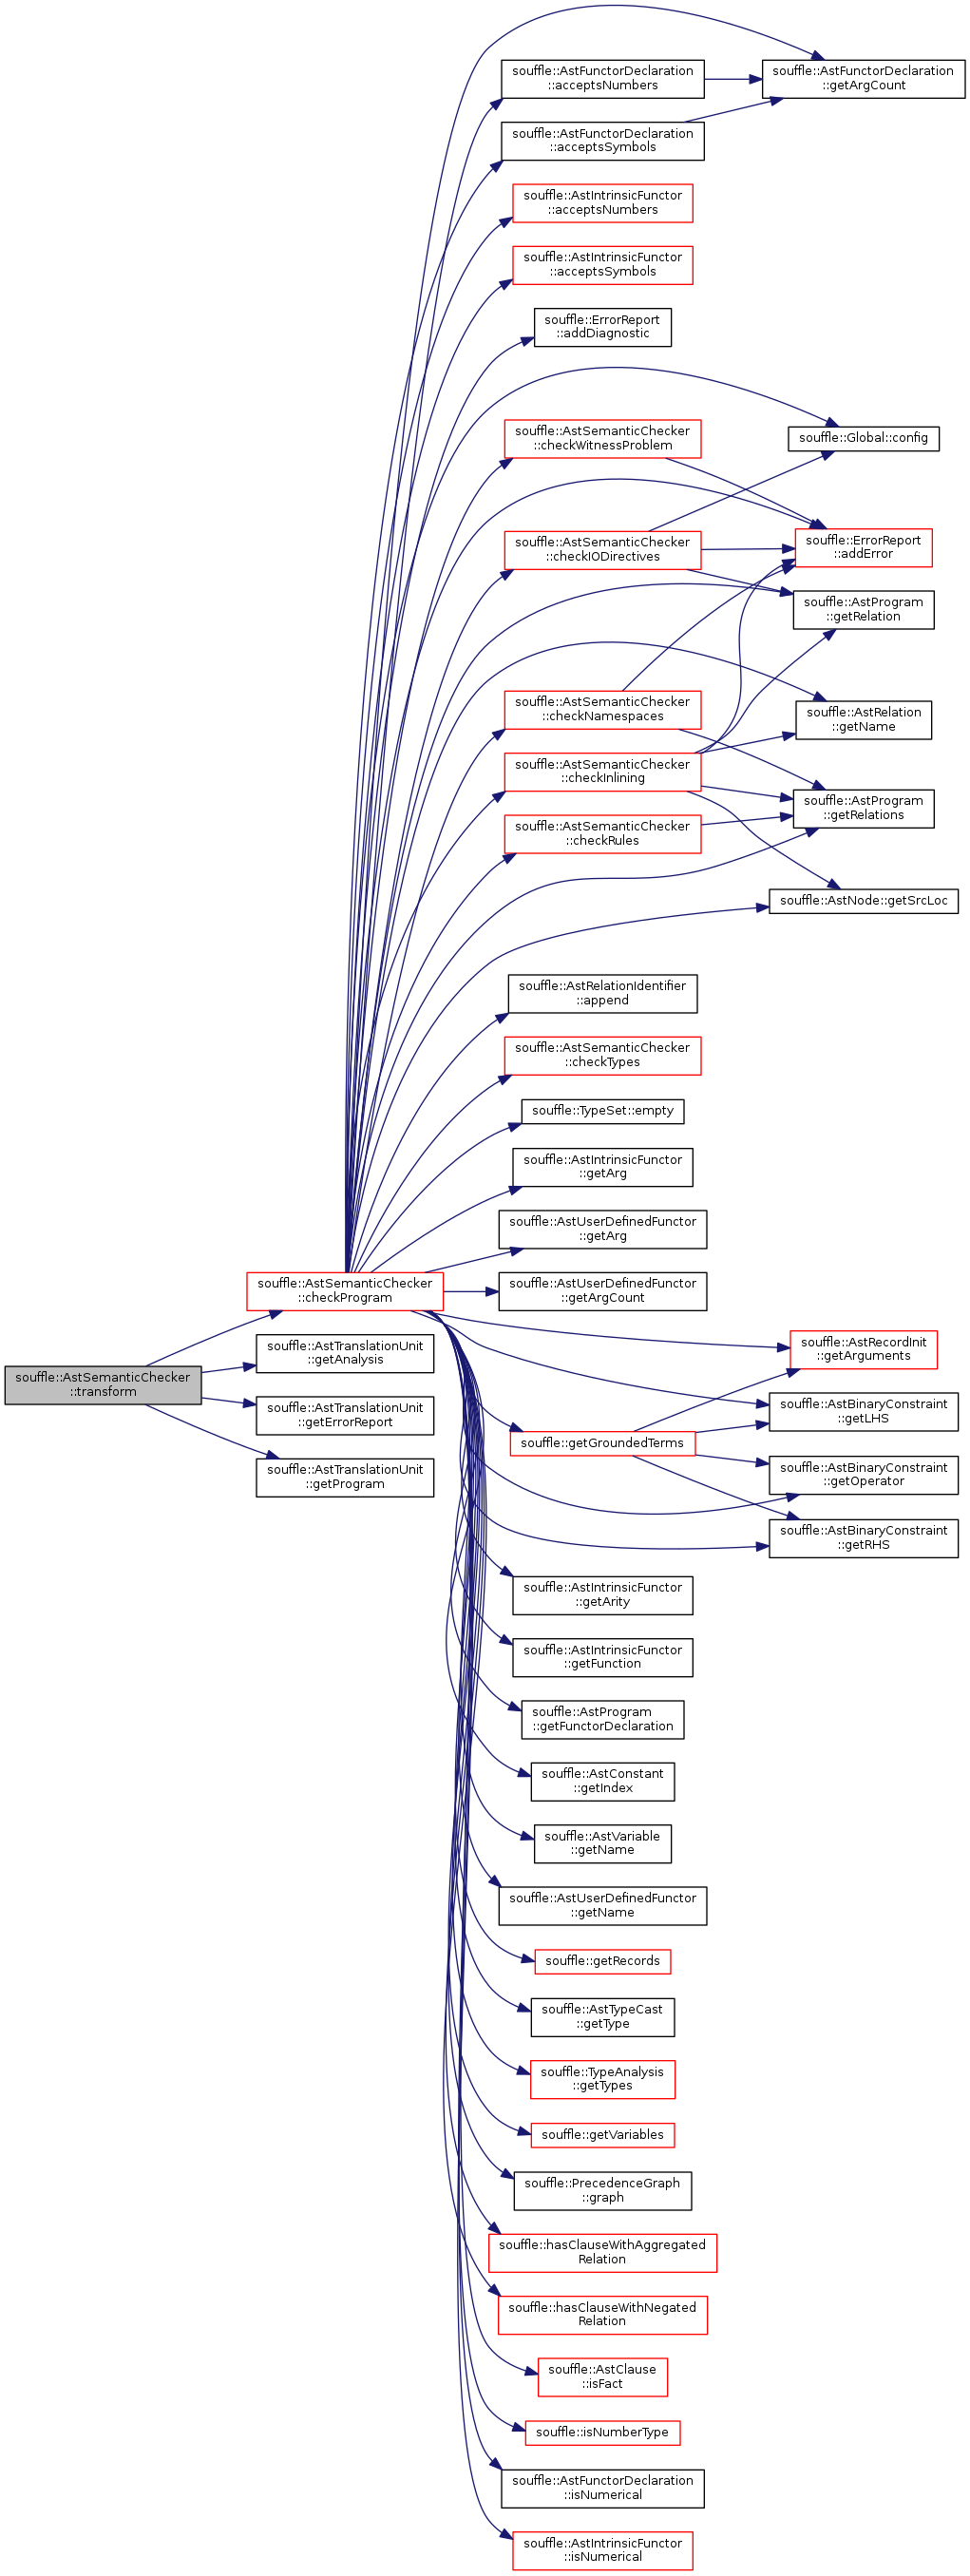 souffle::AstFunctorDeclaration
::acceptsNumbers
souffle::AstFunctorDeclaration
::getArgCount
souffle::AstFunctorDeclaration
::acceptsSymbols
souffle::AstIntrinsicFunctor
::acceptsNumbers
souffle::AstIntrinsicFunctor
::acceptsSymbols
souffle::ErrorReport
::addDiagnostic
souffle::AstSemanticChecker
::checkWitnessProblem
souffle::Global::config
souffle::AstSemanticChecker
::checkIODirectives
souffle::ErrorReport
::addError
souffle::AstProgram
::getRelation
souffle::AstSemanticChecker
::checkNamespaces
souffle::AstRelation
::getName
souffle::AstSemanticChecker
::checkInlining
souffle::AstProgram
::getRelations
souffle::AstSemanticChecker
::checkRules
souffle::AstNode::getSrcLoc
souffle::AstRelationIdentifier
::append
souffle::AstSemanticChecker
::checkTypes
souffle::TypeSet::empty
souffle::AstIntrinsicFunctor
::getArg
souffle::AstUserDefinedFunctor
::getArg
souffle::AstSemanticChecker
::checkProgram
souffle::AstUserDefinedFunctor
::getArgCount
souffle::AstTranslationUnit
::getAnalysis
souffle::AstRecordInit
::getArguments
souffle::AstSemanticChecker
::transform
souffle::AstTranslationUnit
::getErrorReport
souffle::AstBinaryConstraint
::getLHS
souffle::getGroundedTerms
souffle::AstTranslationUnit
::getProgram
souffle::AstBinaryConstraint
::getOperator
souffle::AstBinaryConstraint
::getRHS
souffle::AstIntrinsicFunctor
::getArity
souffle::AstIntrinsicFunctor
::getFunction
souffle::AstProgram
::getFunctorDeclaration
souffle::AstConstant
::getIndex
souffle::AstVariable
::getName
souffle::AstUserDefinedFunctor
::getName
souffle::getRecords
souffle::AstTypeCast
::getType
souffle::TypeAnalysis
::getTypes
souffle::getVariables
souffle::PrecedenceGraph
::graph
souffle::hasClauseWithAggregated
Relation
souffle::hasClauseWithNegated
Relation
souffle::AstClause
::isFact
souffle::isNumberType
souffle::AstFunctorDeclaration
::isNumerical
souffle::AstIntrinsicFunctor
::isNumerical